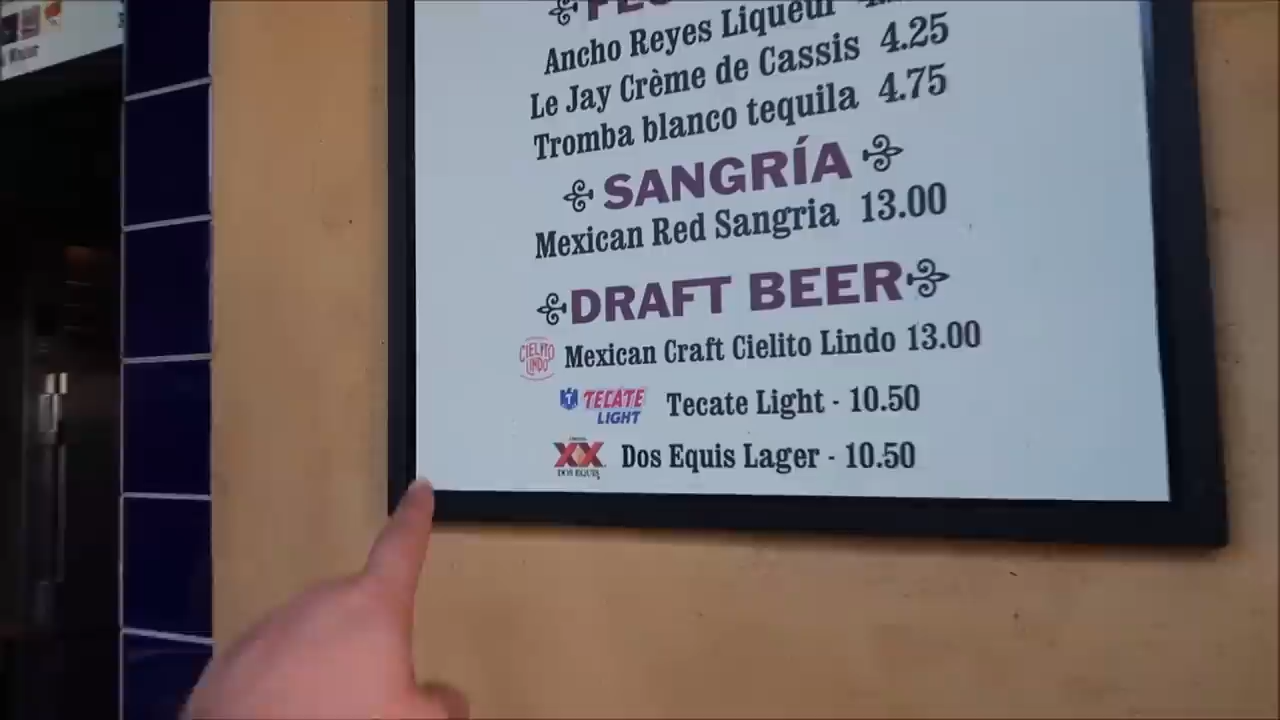 Ancho Reyes Liqueur
Le Jay Crème de Cassis 4.25
Tromba blanco tequila 4.75
SANGRÍA
Mexican Red Sangria 13.00
DRAFT BEER
CIELITO LINDO Mexican Craft Cielito Lindo 13.00
TECATE LIGHT Tecate Light - 10.50
XX DOS EQUIS Dos Equis Lager - 10.50